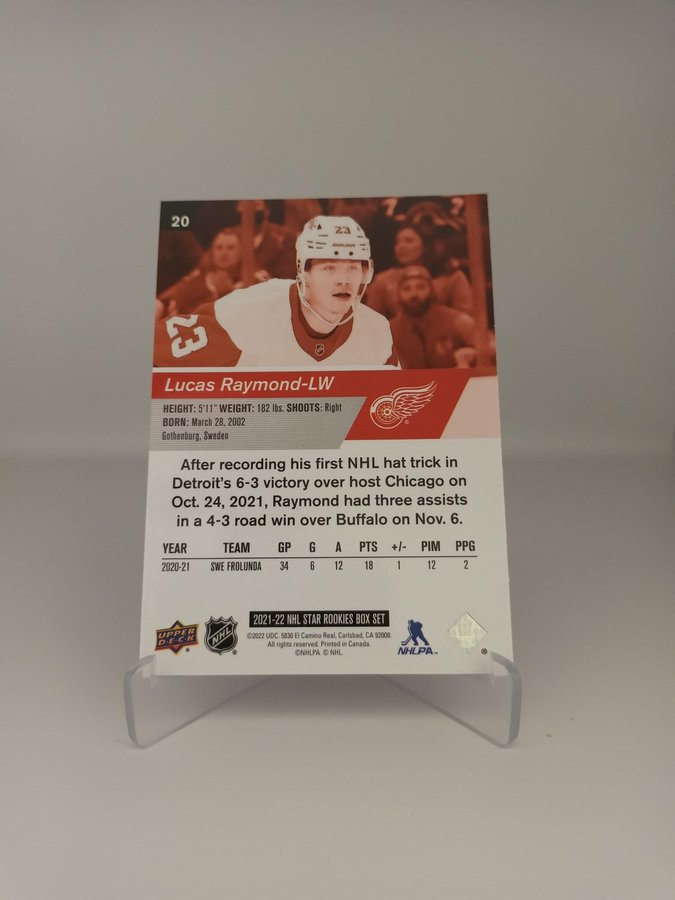 20
23
BAUER
23
Lucas Raymond-LW
HEIGHT: 5'11" WEIGHT: 182 lbs. SHOOTS: Right
BORN: March 28, 2002
Gothenburg, Sweden
After recording his first NHL hat trick in
Detroit's 6-3 victory over host Chicago on
Oct. 24, 2021, Raymond had three assists
in a 4-3 road win over Buffalo on Nov. 6.
YEAR TEAM GP G A PTS +/- PIM PPG
2020-21 SWE FROLUNDA 34 6 12 18 1 12 2
2021-22 NHL STAR ROOKIES BOX SET
UPPER
DECK
NHL
©2022 UDC. 5830 El Camino Real, Carlsbad, CA 92008.
All rights reserved. Printed in Canada.
©NHLPA. © NHL.
NHLPA™
®